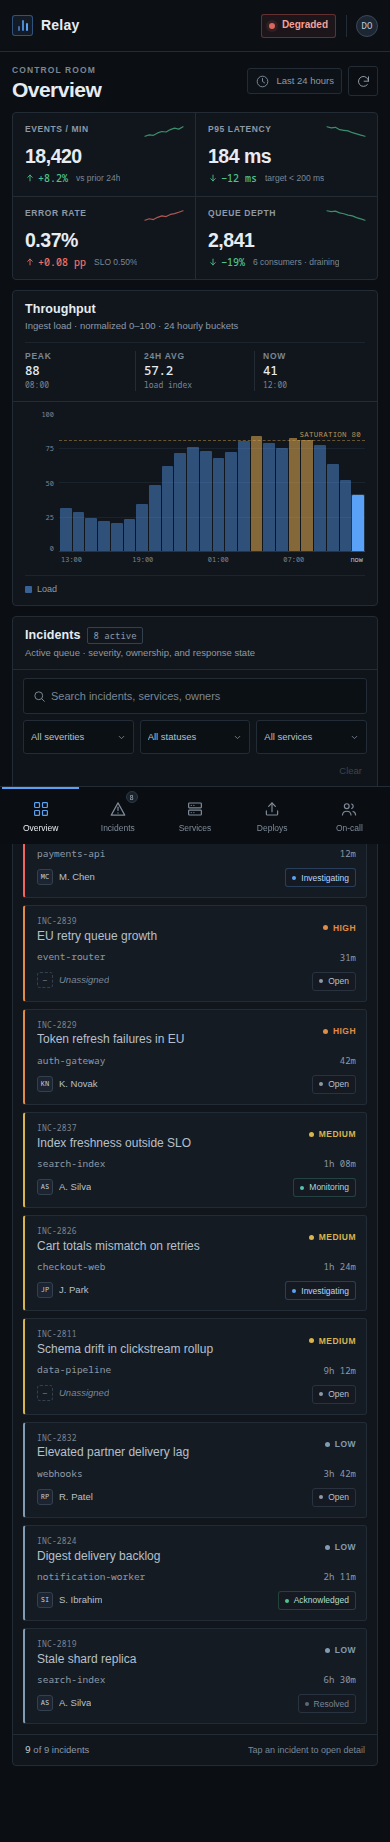 Relay
Degraded
DO
CONTROL ROOM
Overview
Last 24 hours
EVENTS / MIN
18,420
+8.2% vs prior 24h
P95 LATENCY
184 ms
−12 ms target < 200 ms
ERROR RATE
0.37%
+0.08 pp SLO 0.50%
QUEUE DEPTH
2,841
−19% 6 consumers · draining
Throughput
Ingest load · normalized 0–100 · 24 hourly buckets
PEAK
88
08:00
24H AVG
57.2
load index
NOW
41
12:00
100
75
50
25
0
SATURATION 80
13:00 19:00 01:00 07:00 now
Load
Incidents 8 active
Active queue · severity, ownership, and response state
Search incidents, services, owners
All severities All statuses All services
Clear
8
Overview Incidents Services Deploys On-call
payments-api 12m
MC M. Chen Investigating
INC-2839
EU retry queue growth HIGH
event-router 31m
– Unassigned Open
INC-2829
Token refresh failures in EU HIGH
auth-gateway 42m
KN K. Novak Open
INC-2837
Index freshness outside SLO MEDIUM
search-index 1h 08m
AS A. Silva Monitoring
INC-2826
Cart totals mismatch on retries MEDIUM
checkout-web 1h 24m
JP J. Park Investigating
INC-2811
Schema drift in clickstream rollup MEDIUM
data-pipeline 9h 12m
– Unassigned Open
INC-2832
Elevated partner delivery lag LOW
webhooks 3h 42m
RP R. Patel Open
INC-2824
Digest delivery backlog LOW
notification-worker 2h 11m
SI S. Ibrahim Acknowledged
INC-2819
Stale shard replica LOW
search-index 6h 30m
AS A. Silva Resolved
9 of 9 incidents Tap an incident to open detail